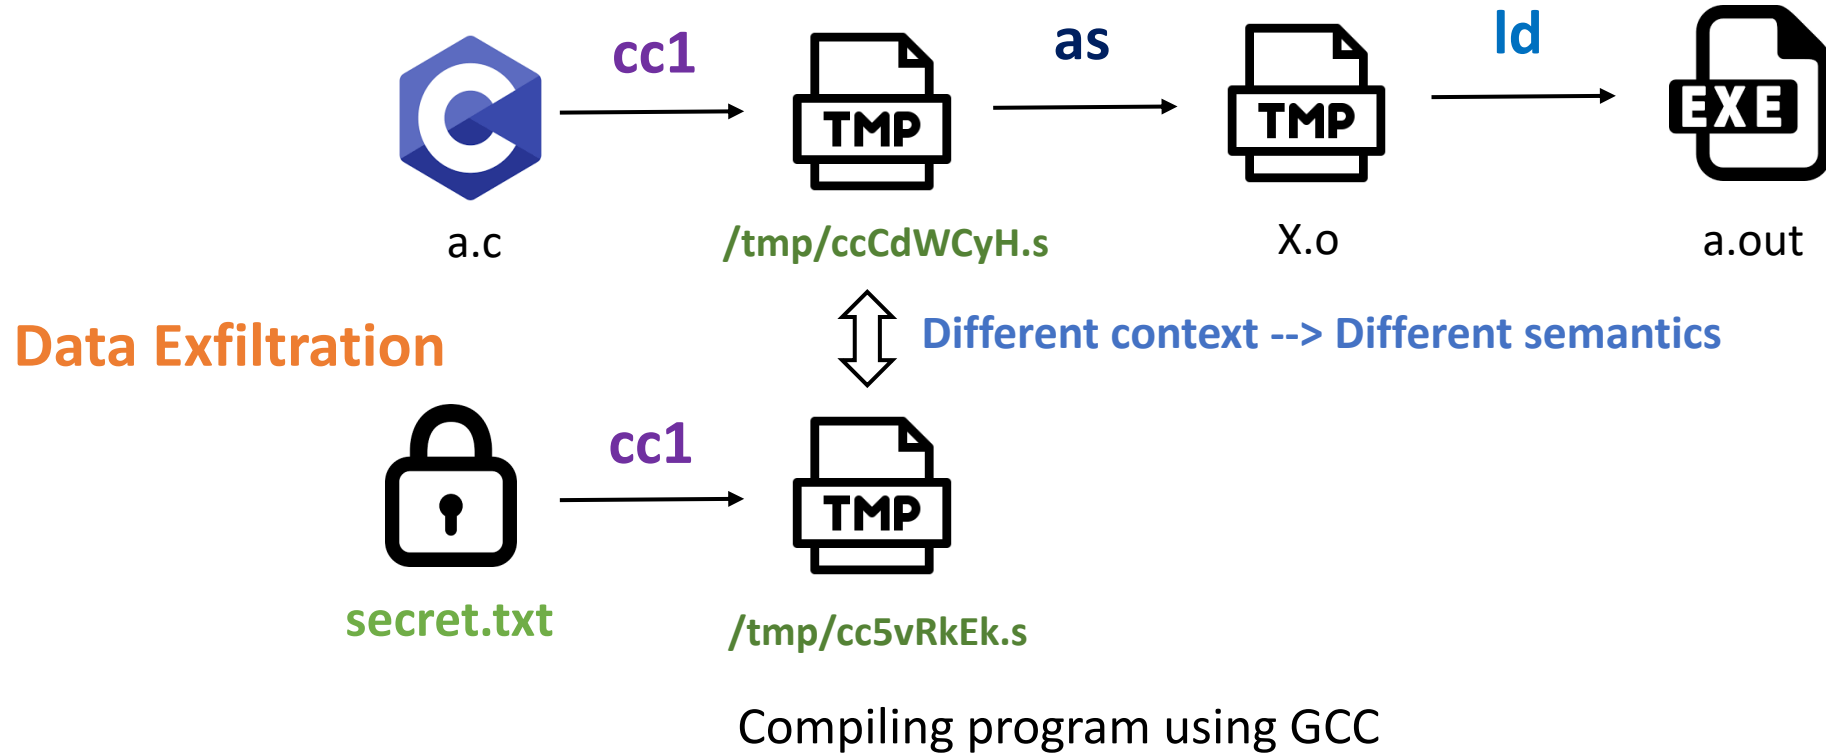 cc1
as
ld
TMP
TMP
EXE
a.c
/tmp/ccCdWCyH.s
X.o
a.out
Data Exfiltration
Different context --> Different semantics
cc1
TMP
secret.txt
/tmp/cc5vRkEk.s
Compiling program using GCC